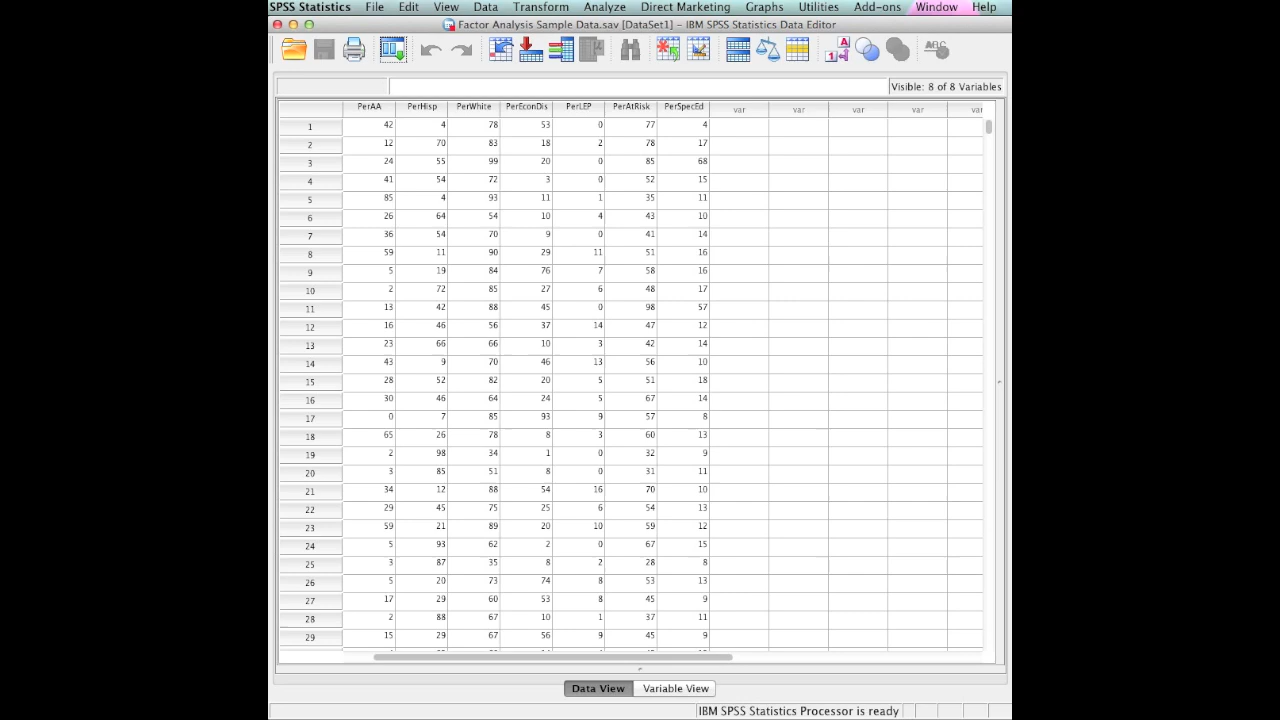 SPSS Statistics File Edit View Data Transform Analyze Direct Marketing Graphs Utilities Add-ons Window Help
Factor Analysis Sample Data.sav [DataSet1] – IBM SPSS Statistics Data Editor
Visible: 8 of 8 Variables
PerAA PerHisp PerWhite PerEconDis PerLEP PerAtRisk PerSpecEd var var var var var
1 42 4 78 53 0 77 4
2 12 70 83 18 2 78 17
3 24 55 99 20 0 85 68
4 41 54 72 3 0 52 15
5 85 4 93 11 1 35 11
6 26 64 54 10 4 43 10
7 36 54 70 9 0 41 14
8 59 11 90 29 11 51 16
9 5 19 84 76 7 58 16
10 2 72 85 27 6 48 17
11 13 42 88 45 0 98 57
12 16 46 56 37 14 47 12
13 23 66 66 10 3 42 14
14 43 9 70 46 13 56 10
15 28 52 82 20 5 51 18
16 30 46 64 24 5 67 14
17 0 7 85 93 9 57 8
18 65 26 78 8 3 60 13
19 2 98 34 1 0 32 9
20 3 85 51 8 0 31 11
21 34 12 88 54 16 70 10
22 29 45 75 25 6 54 13
23 59 21 89 20 10 59 12
24 5 93 62 2 0 67 15
25 3 87 35 8 2 28 8
26 5 20 73 74 8 53 13
27 17 29 60 53 8 45 9
28 2 88 67 10 1 37 11
29 15 29 67 56 9 45 9
Data View Variable View
IBM SPSS Statistics Processor is ready